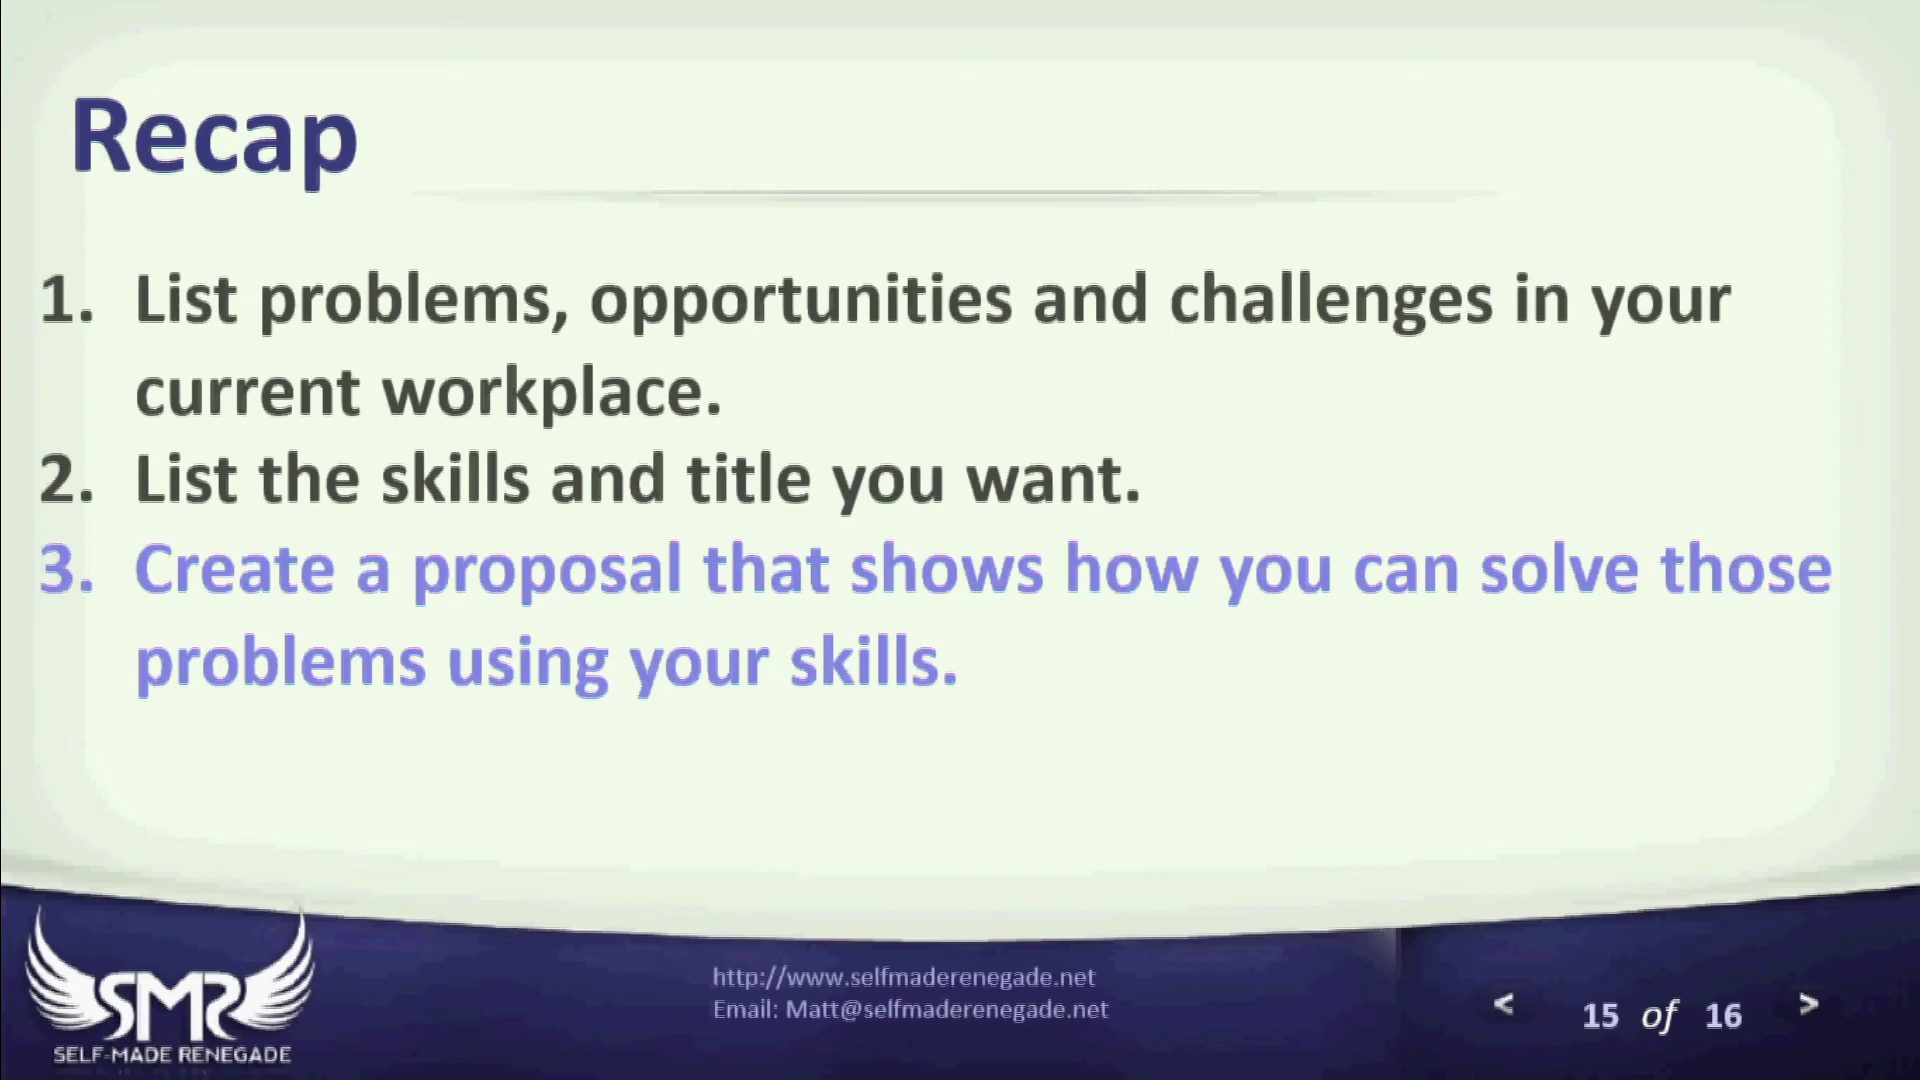 Recap
1. List problems, opportunities and challenges in your
current workplace.
2. List the skills and title you want.
3. Create a proposal that shows how you can solve those
problems using your skills.
SMR
SELF-MADE RENEGADE
http://www.selfmaderenegade.net
Email: Matt@selfmaderenegade.net
< 15 of 16 >